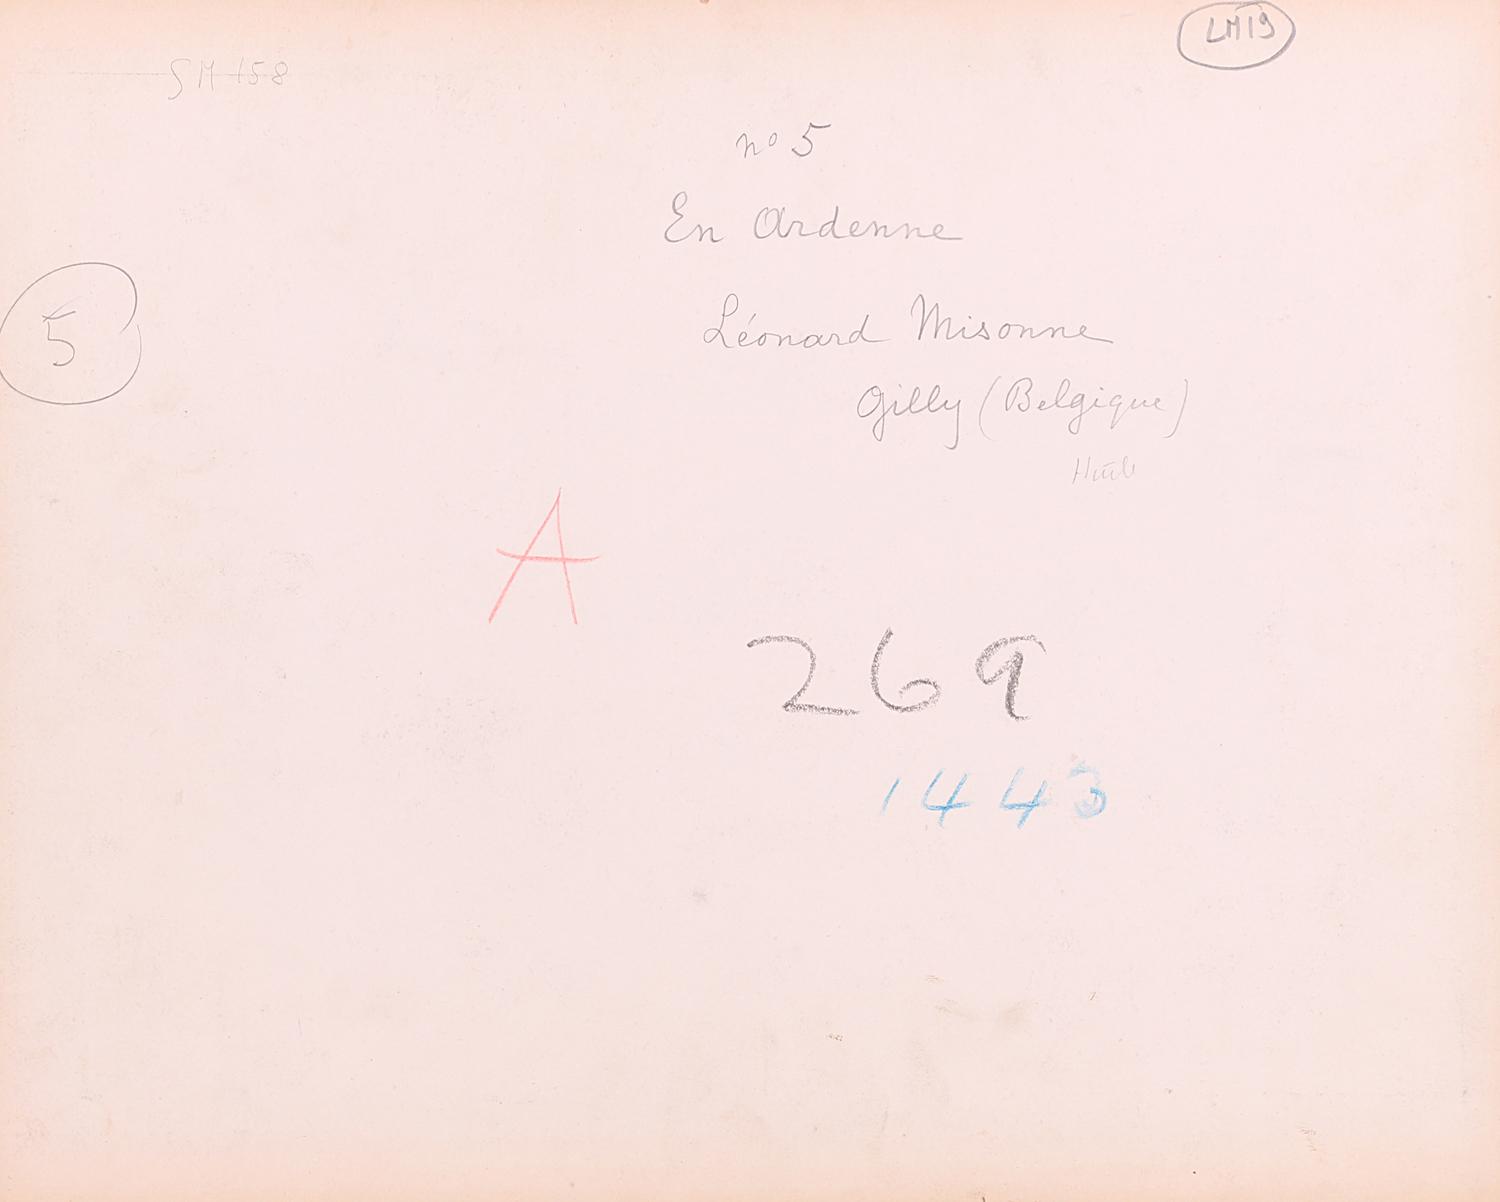 LM19
SM 158
n° 5
En Ardenne
Léonard Misonne
5
Gilly (Belgique)
A
269
1443